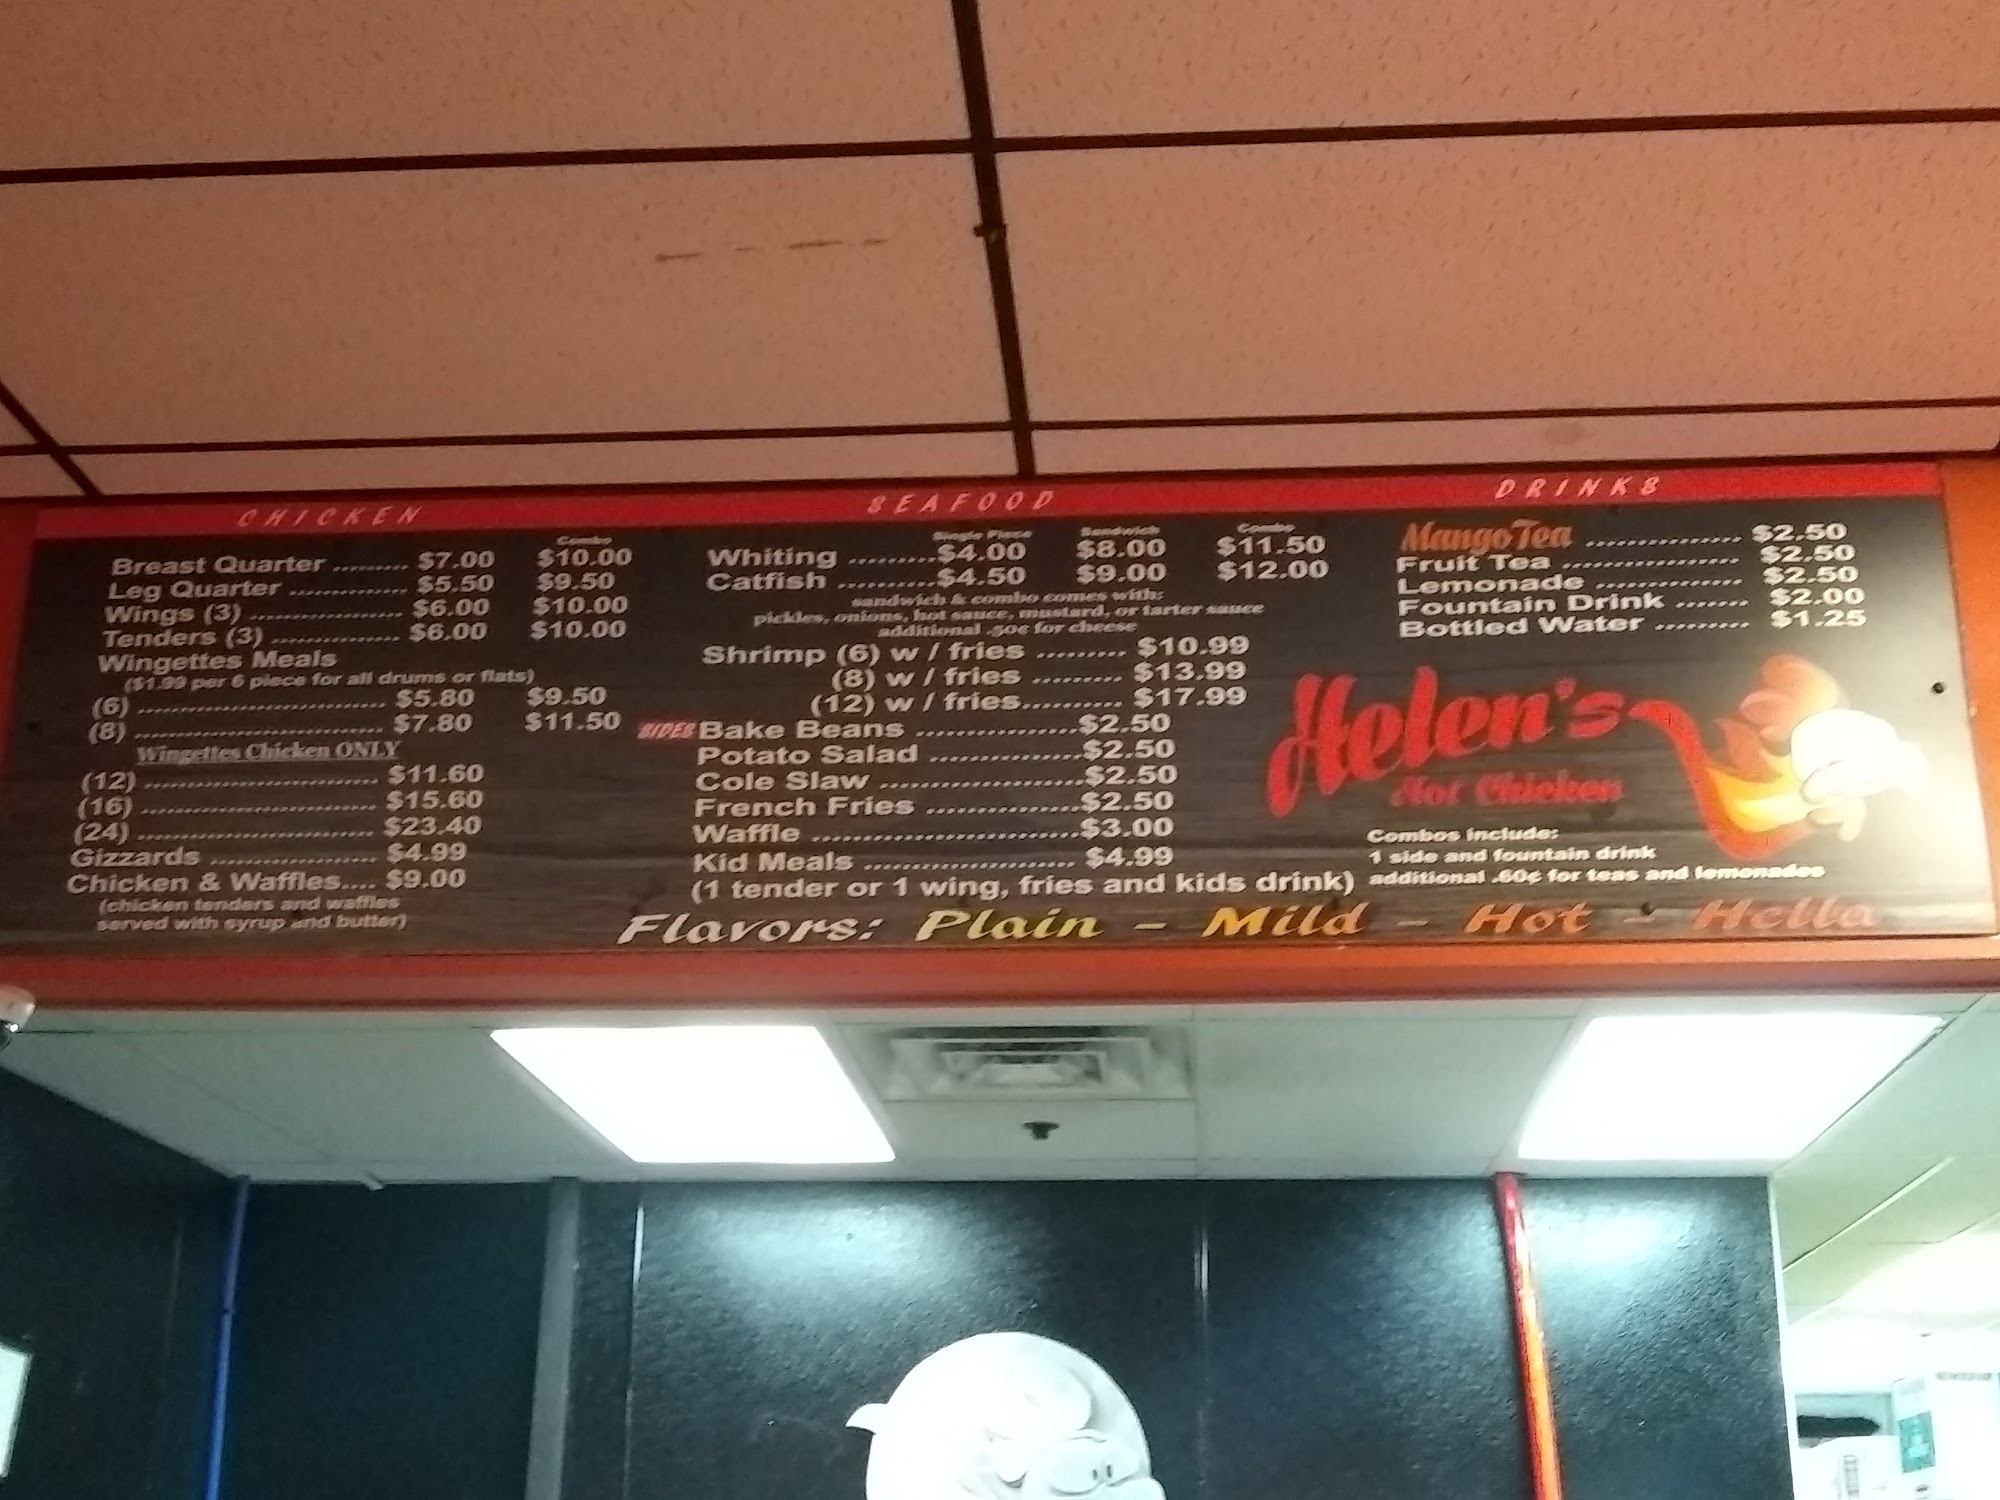 CHICKEN
Combo
Breast Quarter ......... $7.00 $10.00
Leg Quarter .............. $5.50 $9.50
Wings (3) .................. $6.00 $10.00
Tenders (3) ............... $6.00 $10.00
Wingettes Meals
($1.99 per 6 piece for all drums or flats)
(6) ............................. $5.80 $9.50
(8) ............................. $7.80 $11.50
Wingettes Chicken ONLY
(12) ........................... $11.60
(16) ........................... $15.60
(24) ........................... $23.40
Gizzards ................... $4.99
Chicken & Waffles.... $9.00
(chicken tenders and waffles
served with syrup and butter)
SEAFOOD
Single Piece Sandwich Combo
Whiting ..........$4.00 $8.00 $11.50
Catfish ...........$4.50 $9.00 $12.00
sandwich & combo comes with:
pickles, onions, hot sauce, mustard, or tarter sauce
additional .50¢ for cheese
Shrimp (6) w / fries ......... $10.99
(8) w / fries ......... $13.99
(12) w / fries.......... $17.99
SIDES Bake Beans .................$2.50
Potato Salad ................$2.50
Cole Slaw .....................$2.50
French Fries ................$2.50
Waffle ............................$3.00
Kid Meals ...................... $4.99
(1 tender or 1 wing, fries and kids drink)
DRINKS
Mango Tea ................ $2.50
Fruit Tea .................. $2.50
Lemonade ............... $2.50
Fountain Drink ....... $2.00
Bottled Water ......... $1.25
Helen's
Hot Chicken
Combos include:
1 side and fountain drink
additional .60¢ for teas and lemonades
Flavors: Plain - Mild - Hot - Hella